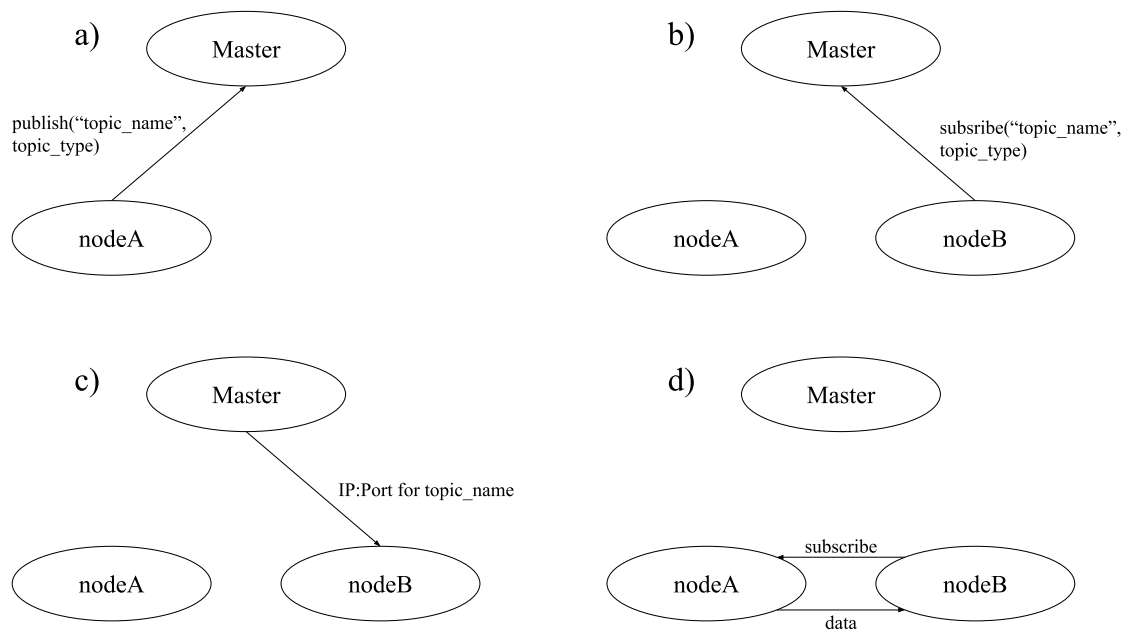 a)
Master
publish(“topic_name”,
topic_type)
nodeA
b)
Master
subsribe(“topic_name”,
topic_type)
nodeA
nodeB
c)
Master
IP:Port for topic_name
nodeA
nodeB
d)
Master
subscribe
nodeA
nodeB
data